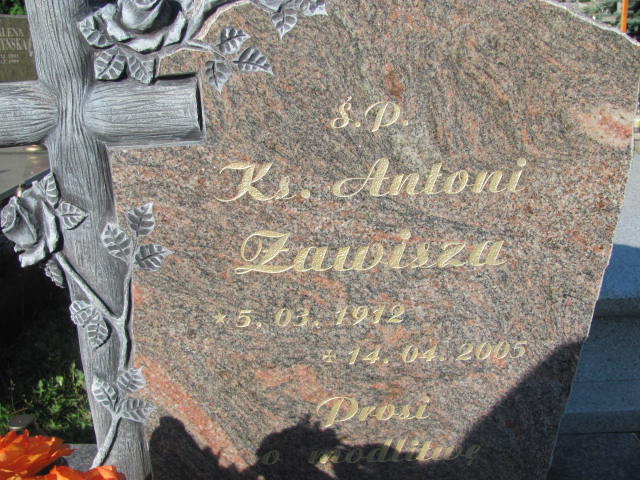 Ś.P.
Ks. Antoni
Zawisza
* 5. 03. 1912
+ 14. 04. 2005
Prosi
o modlitwę